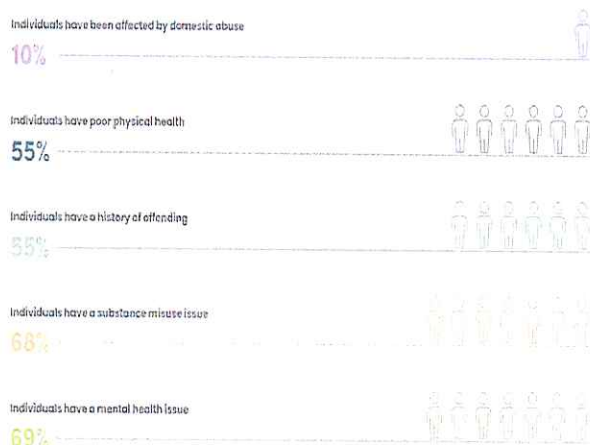 Individuals have been affected by domestic abuse
10%
Individuals have poor physical health
55%
Individuals have a history of offending
55%
Individuals have a substance misuse issue
68%
Individuals have a mental health issue
69%